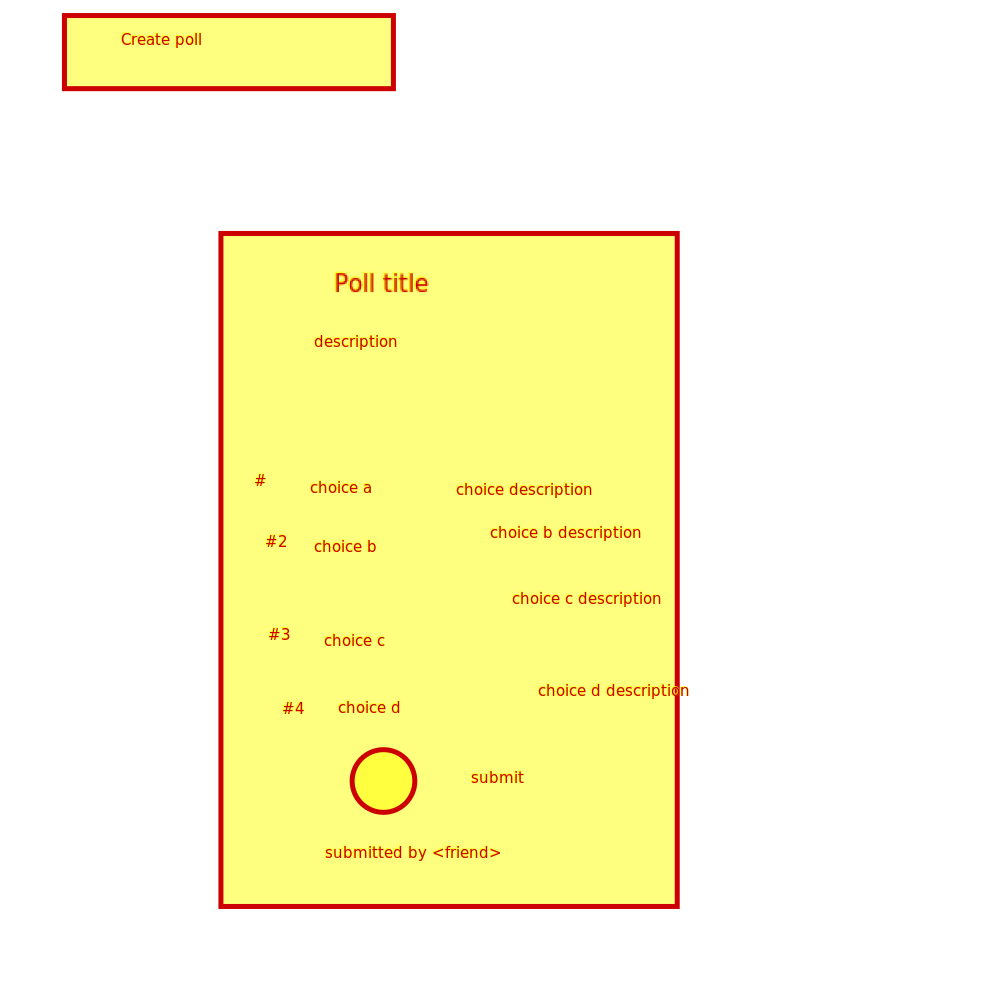 Create poll
Poll title
description
# choice a choice description
#2 choice b choice b description
choice c description
#3 choice c
choice d description
#4 choice d
submit
submitted by <friend>